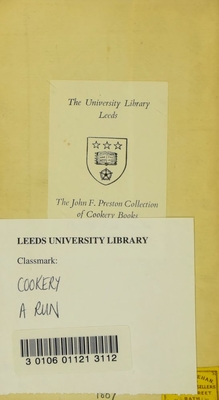 The University Library
Leeds
The John F. Preston Collection
of Cookery Books
LEEDS UNIVERSITY LIBRARY
Classmark:
COOKERY
A RUN
3 0106 01121 3112